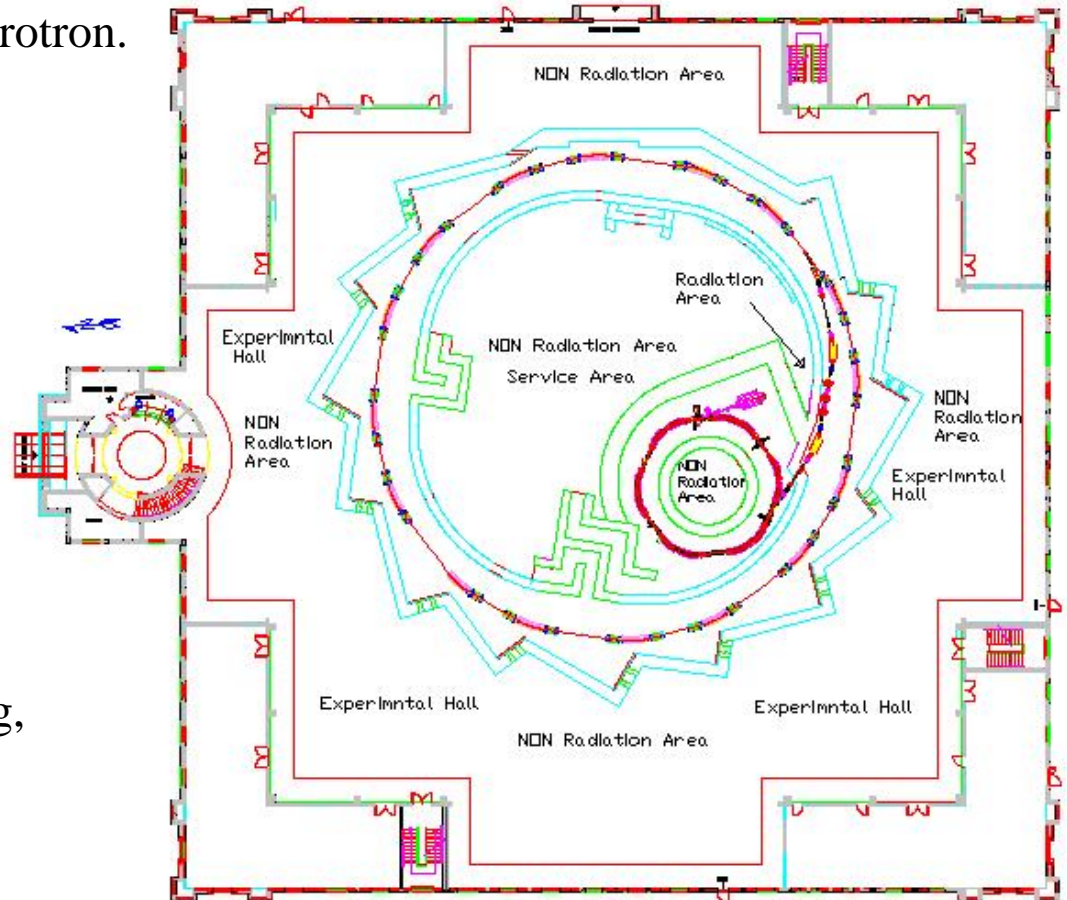 rotron.
NON Radiation Area
Radiation
Area
Experimntal
Hall
NON Radiation Area
Service Area
NON
Radiation
Area
NON
Radiation
Area
NON
Radiation
Area
Experimntal
Hall
Experimntal Hall
Experimntal Hall
g,
NON Radiation Area